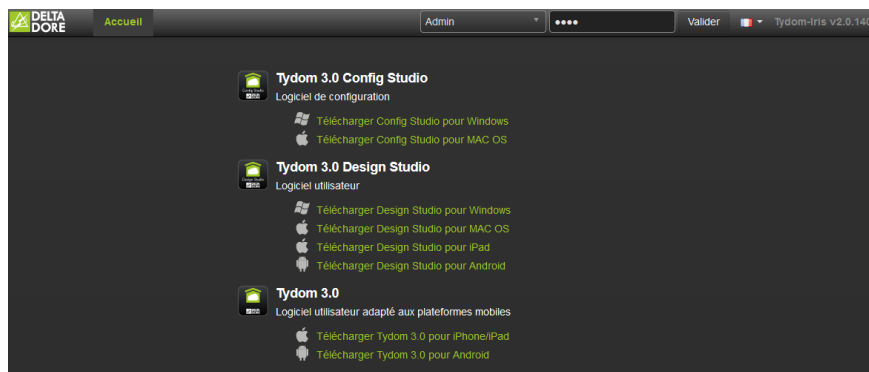 DELTA DORE Accueil Admin •••• Valider Tydom-Iris v2.0.140
Tydom 3.0 Config Studio
Logiciel de configuration
Télécharger Config Studio pour Windows
Télécharger Config Studio pour MAC OS
Tydom 3.0 Design Studio
Logiciel utilisateur
Télécharger Design Studio pour Windows
Télécharger Design Studio pour MAC OS
Télécharger Design Studio pour iPad
Télécharger Design Studio pour Android
Tydom 3.0
Logiciel utilisateur adapté aux plateformes mobiles
Télécharger Tydom 3.0 pour iPhone/iPad
Télécharger Tydom 3.0 pour Android